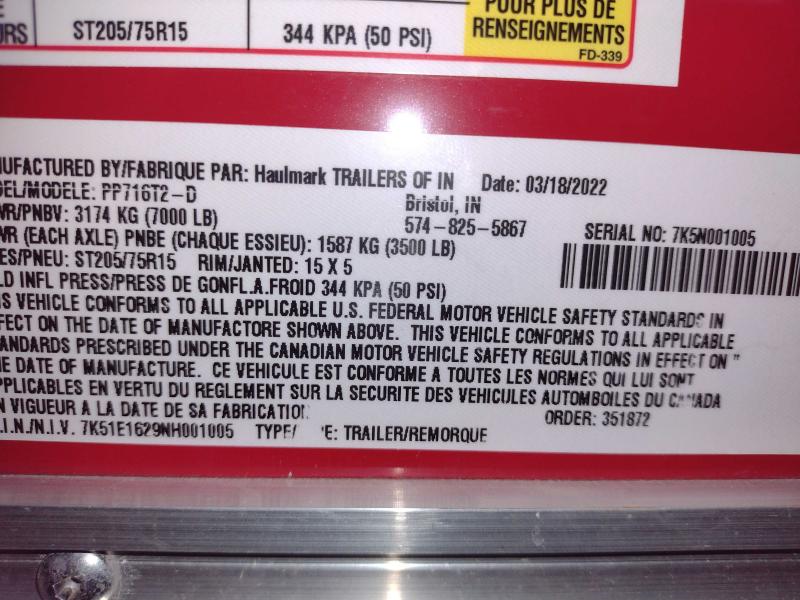 POUR PLUS DE
RENSEIGNEMENTS
URS ST205/75R15 344 KPA (50 PSI)
FD-339
NUFACTURED BY/FABRIQUE PAR: Haulmark TRAILERS OF IN Date: 03/18/2022
DEL/MODELE: PP716T2-D Bristol, IN
WR/PNBV: 3174 KG (7000 LB) 574-825-5867
WR (EACH AXLE) PNBE (CHAQUE ESSIEU): 1587 KG (3500 LB) SERIAL NO: 7K5N001005
ES/PNEU: ST205/75R15 RIM/JANTED: 15 X 5
LD INFL PRESS/PRESS DE GONFL.A.FROID 344 KPA (50 PSI)
S VEHICLE CONFORMS TO ALL APPLICABLE U.S. FEDERAL MOTOR VEHICLE SAFETY STANDARDS IN
FECT ON THE DATE OF MANUFACTORE SHOWN ABOVE. THIS VEHICLE CONFORMS TO ALL APPLICABLE
ANDARDS PRESCRIBED UNDER THE CANADIAN MOTOR VEHICLE SAFETY REGULATIONS IN EFFECT ON "
E DATE OF MANUFACTURE. CE VEHICULE EST CONFORME A TOUTES LES NORMES QUI LUI SONT
PPLICABLES EN VERTU DU REGLEMENT SUR LA SECURITE DES VEHICULES AUTOMBOILES DU C NADA
N VIGUEUR A LA DATE DE SA FABRICATION ORDER: 351872
.I.N./N.I.V. 7K51E1629NH001005 TYPE/ E: TRAILER/REMORQUE